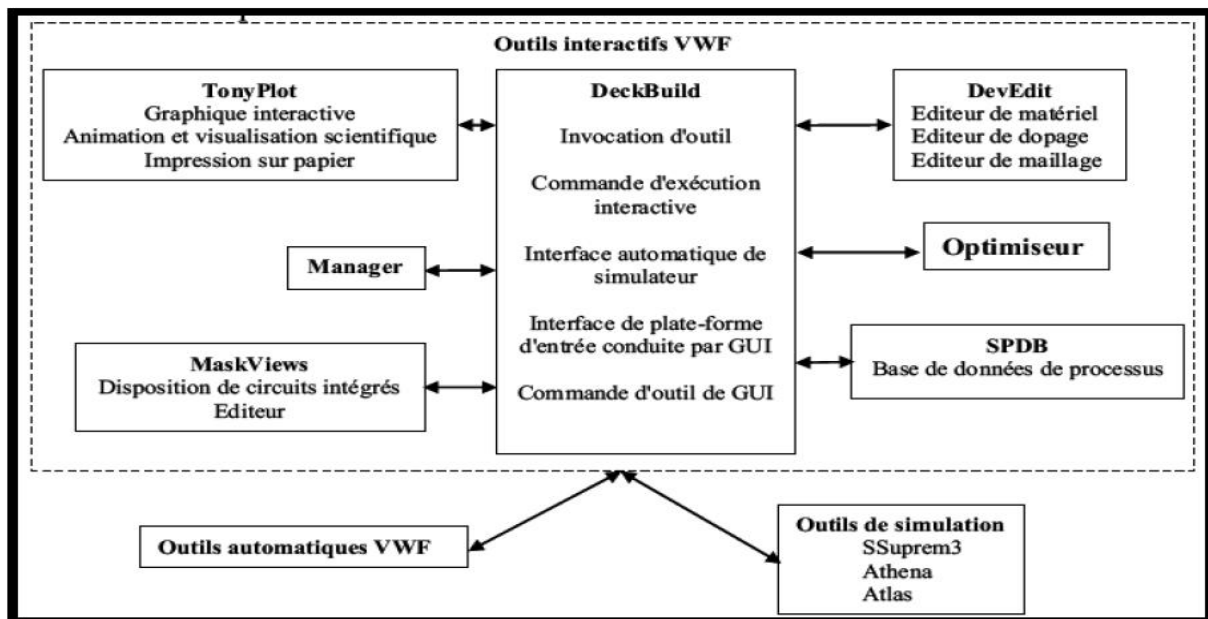 Outils interactifs VWF
TonyPlot
Graphique interactive
Animation et visualisation scientifique
Impression sur papier
Manager
MaskViews
Disposition de circuits intégrés
Editeur
DeckBuild
Invocation d'outil
Commande d'exécution
interactive
Interface automatique de
simulateur
Interface de plate-forme
d'entrée conduite par GUI
Commande d'outil de GUI
DevEdit
Editeur de matériel
Editeur de dopage
Editeur de maillage
Optimiseur
SPDB
Base de données de processus
Outils automatiques VWF
Outils de simulation
SSuprem3
Athena
Atlas